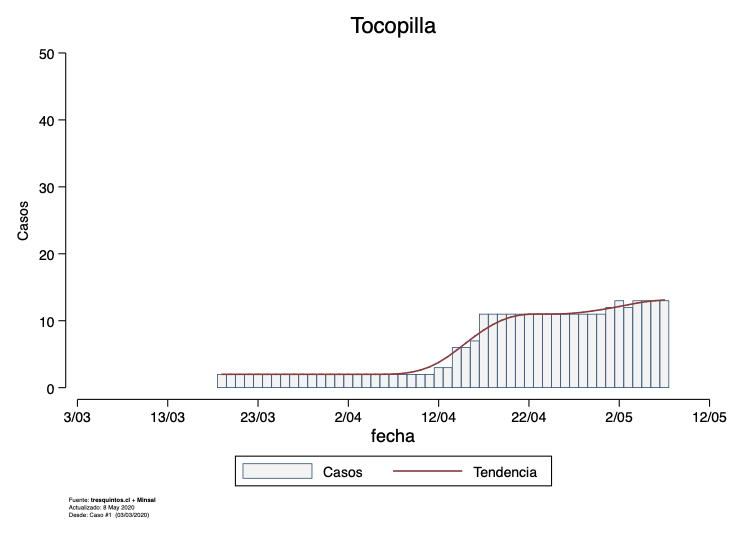 Tocopilla
50
40
30
20
10
0
Casos
3/03 13/03 23/03 2/04 12/04 22/04 2/05 12/05
fecha
Casos Tendencia
Fuente: tresquintos.cl + Minsal
Actualizado: 8 May 2020
Desde: Caso #1 (03/03/2020)